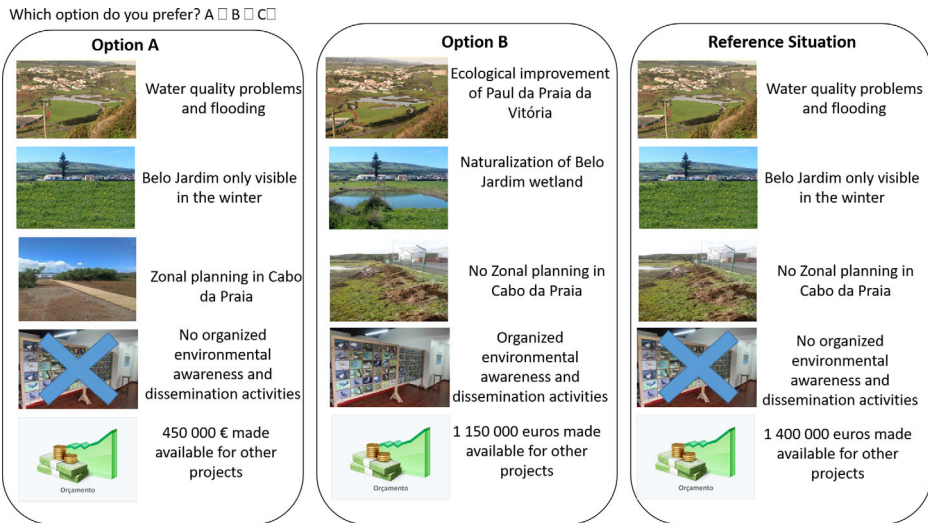 Which option do you prefer? A □ B □ C□
Option A
Water quality problems
and flooding
Belo Jardim only visible
in the winter
Zonal planning in Cabo
da Praia
No organized
environmental
awareness and
dissemination activities
Orçamento
450 000 € made
available for other
projects
Option B
Ecological improvement
of Paul da Praia da
Vitória
Naturalization of Belo
Jardim wetland
No Zonal planning in
Cabo da Praia
Organized
environmental
awareness and
dissemination activities
Orçamento
1 150 000 euros made
available for other
projects
Reference Situation
Water quality problems
and flooding
Belo Jardim only visible
in the winter
No Zonal planning in
Cabo da Praia
No organized
environmental
awareness and
dissemination activities
Orçamento
1 400 000 euros made
available for other
projects